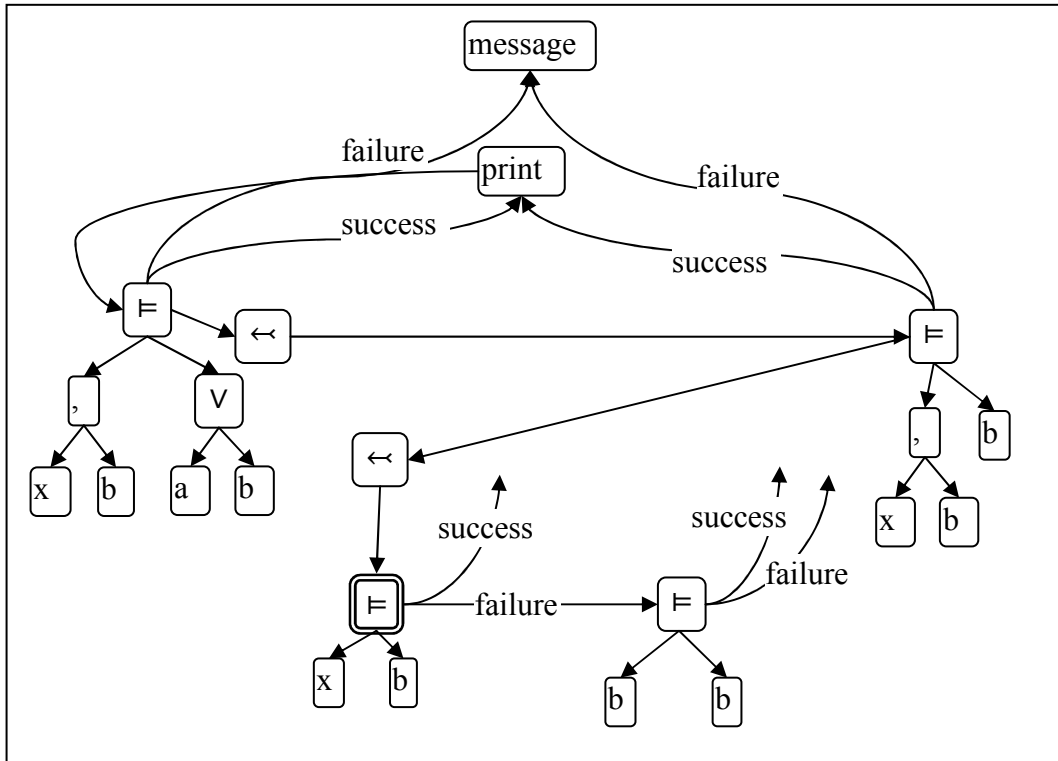 message
failure
print
failure
success
success
⊨
⤙
⊨
,
∨
,
b
x
b
a
b
⤙
x
b
success
success
failure
⊨
failure
⊨
x
b
b
b